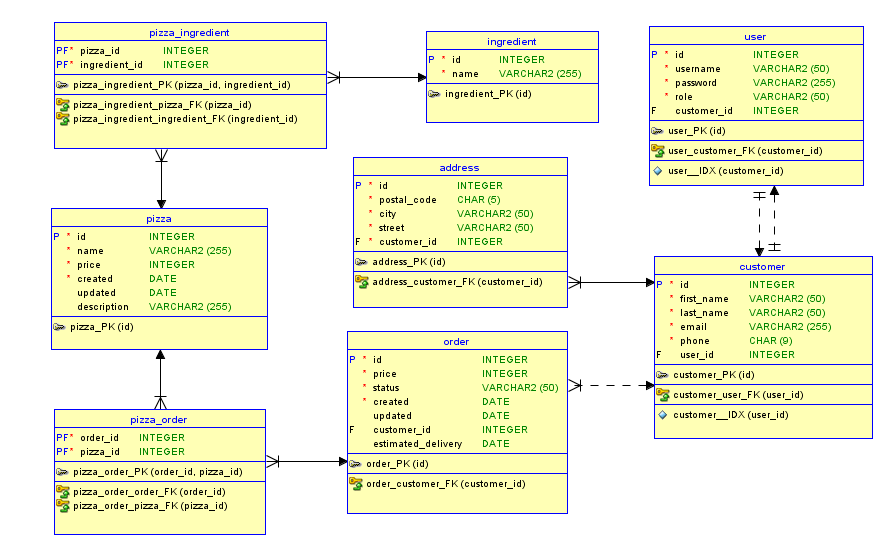 pizza_ingredient
PF* pizza_id INTEGER
PF* ingredient_id INTEGER
pizza_ingredient_PK (pizza_id, ingredient_id)
pizza_ingredient_pizza_FK (pizza_id)
pizza_ingredient_ingredient_FK (ingredient_id)
ingredient
P * id INTEGER
* name VARCHAR2 (255)
ingredient_PK (id)
user
P * id INTEGER
* username VARCHAR2 (50)
* password VARCHAR2 (255)
* role VARCHAR2 (50)
F customer_id INTEGER
user_PK (id)
user_customer_FK (customer_id)
user__IDX (customer_id)
address
P * id INTEGER
* postal_code CHAR (5)
* city VARCHAR2 (50)
* street VARCHAR2 (50)
F * customer_id INTEGER
address_PK (id)
address_customer_FK (customer_id)
pizza
P * id INTEGER
* name VARCHAR2 (255)
* price INTEGER
* created DATE
updated DATE
description VARCHAR2 (255)
pizza_PK (id)
customer
P * id INTEGER
* first_name VARCHAR2 (50)
* last_name VARCHAR2 (50)
* email VARCHAR2 (255)
* phone CHAR (9)
F user_id INTEGER
customer_PK (id)
customer_user_FK (user_id)
customer__IDX (user_id)
order
P * id INTEGER
* price INTEGER
* status VARCHAR2 (50)
* created DATE
updated DATE
F customer_id INTEGER
estimated_delivery DATE
order_PK (id)
order_customer_FK (customer_id)
pizza_order
PF* order_id INTEGER
PF* pizza_id INTEGER
pizza_order_PK (order_id, pizza_id)
pizza_order_order_FK (order_id)
pizza_order_pizza_FK (pizza_id)